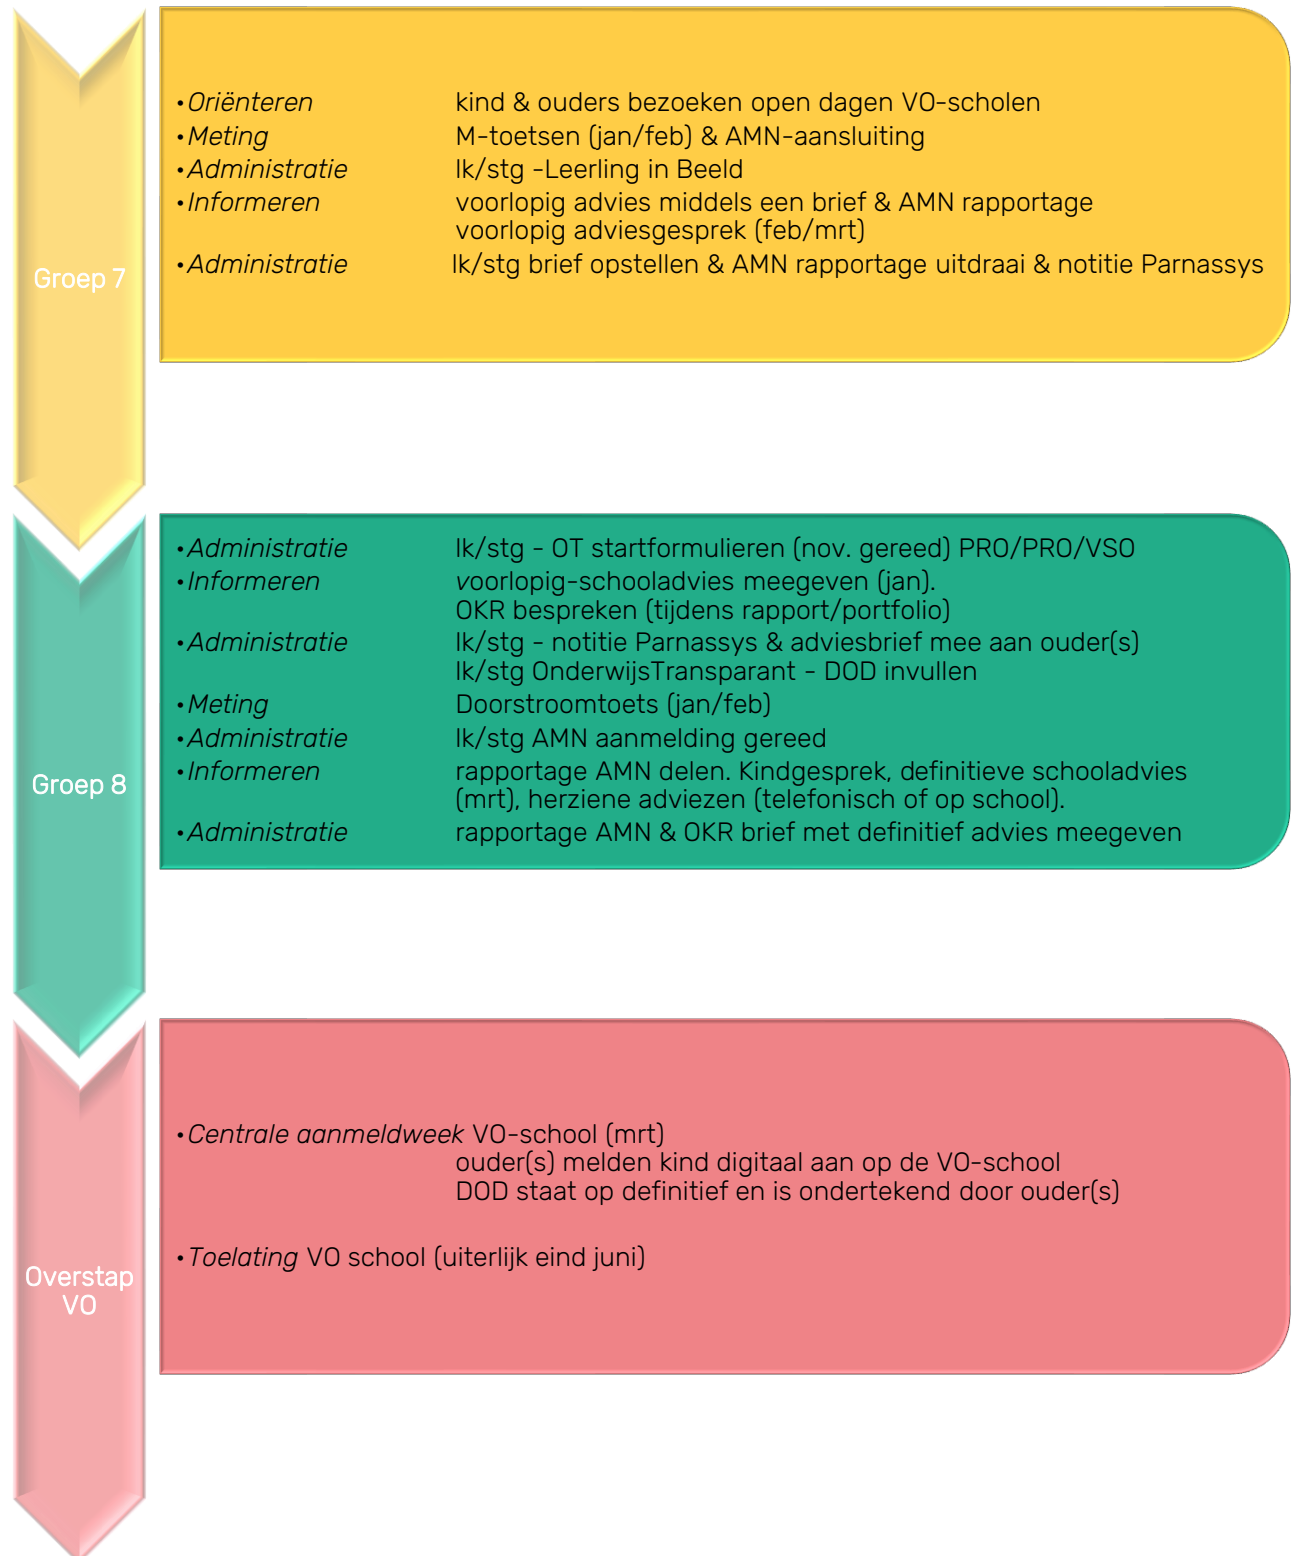 Groep 7
•Oriënteren kind & ouders bezoeken open dagen VO-scholen
•Meting M-toetsen (jan/feb) & AMN-aansluiting
•Administratie lk/stg -Leerling in Beeld
•Informeren voorlopig advies middels een brief & AMN rapportage
voorlopig adviesgesprek (feb/mrt)
•Administratie lk/stg brief opstellen & AMN rapportage uitdraai & notitie Parnassys
Groep 8
•Administratie lk/stg - OT startformulieren (nov. gereed) PRO/PRO/VSO
•Informeren voorlopig-schooladvies meegeven (jan).
OKR bespreken (tijdens rapport/portfolio)
•Administratie lk/stg - notitie Parnassys & adviesbrief mee aan ouder(s)
lk/stg OnderwijsTransparant - DOD invullen
•Meting Doorstroomtoets (jan/feb)
•Administratie lk/stg AMN aanmelding gereed
•Informeren rapportage AMN delen. Kindgesprek, definitieve schooladvies
(mrt), herziene adviezen (telefonisch of op school).
•Administratie rapportage AMN & OKR brief met definitief advies meegeven
Overstap
VO
•Centrale aanmeldweek VO-school (mrt)
ouder(s) melden kind digitaal aan op de VO-school
DOD staat op definitief en is ondertekend door ouder(s)
•Toelating VO school (uiterlijk eind juni)